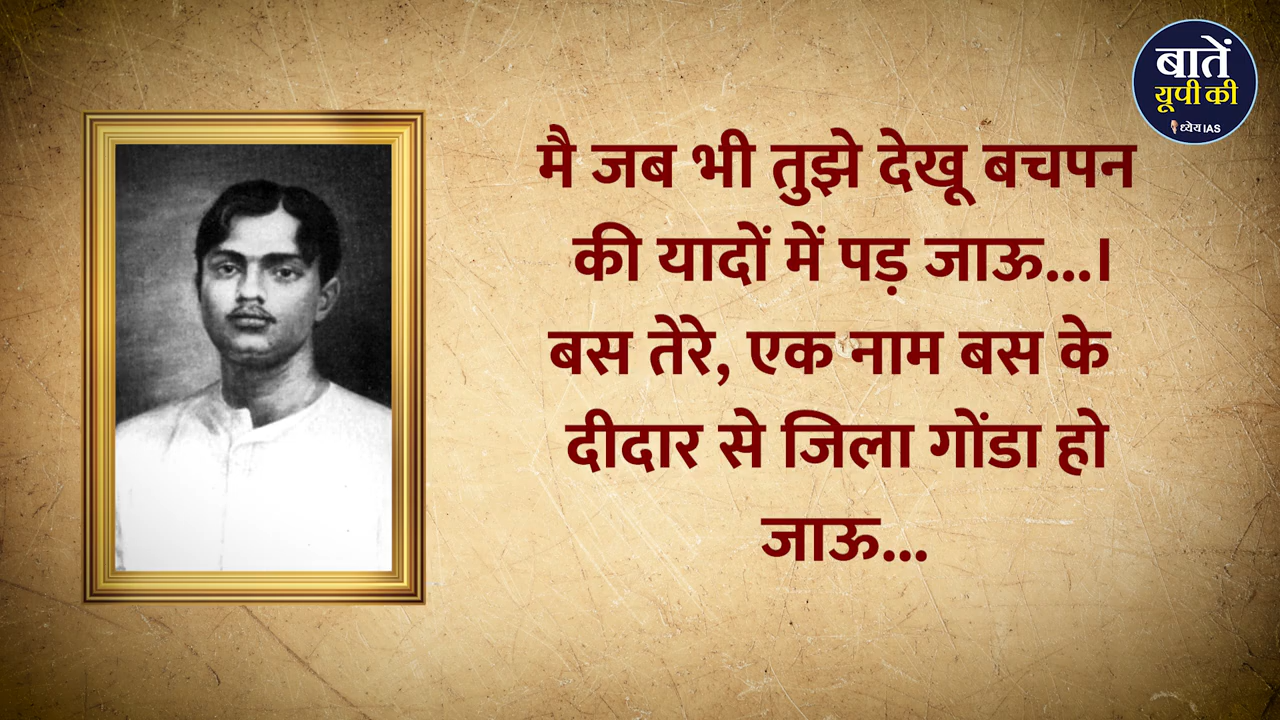 बातें
यूपी की
ध्येय IAS
मै जब भी तुझे देखू बचपन
की यादों में पड़ जाऊ...।
बस तेरे, एक नाम बस के
दीदार से जिला गोंडा हो
जाऊ...